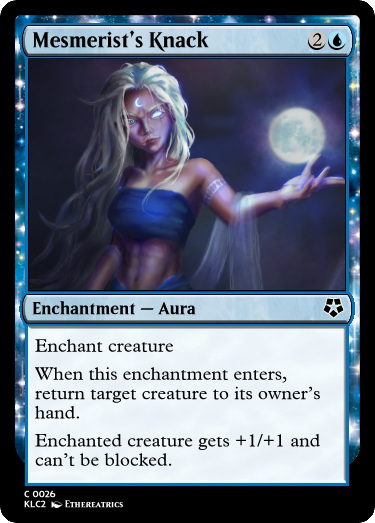 Mesmerist's Knack 2
Enchantment — Aura
Enchant creature
When this enchantment enters,
return target creature to its owner's
hand.
Enchanted creature gets +1/+1 and
can't be blocked.
C 0026
KLC2 Ethereatrics